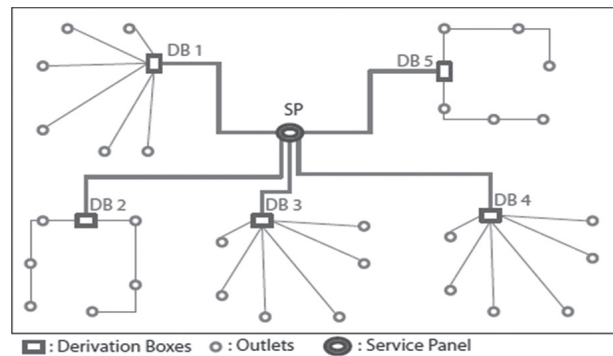 DB 1
DB 5
SP
DB 2
DB 3
DB 4
: Derivation Boxes : Outlets : Service Panel